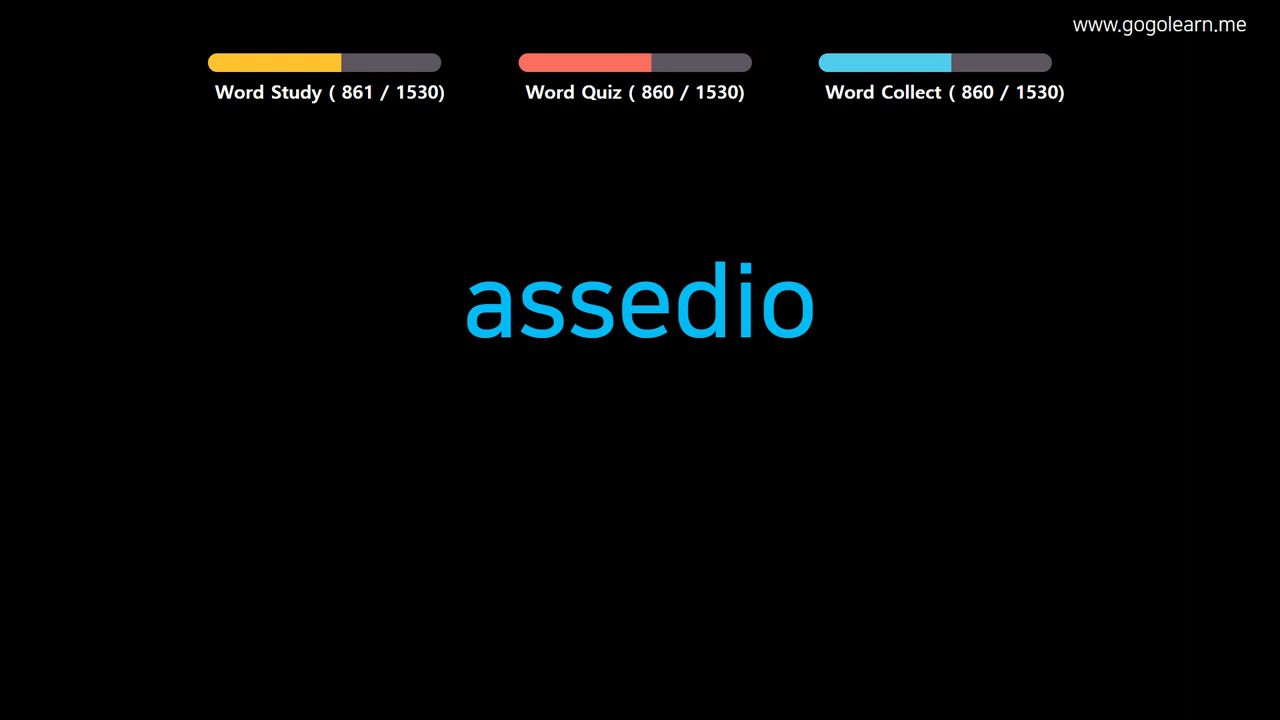 www.gogolearn.me
Word Study ( 861 / 1530)
Word Quiz ( 860 / 1530)
Word Collect ( 860 / 1530)
assedio